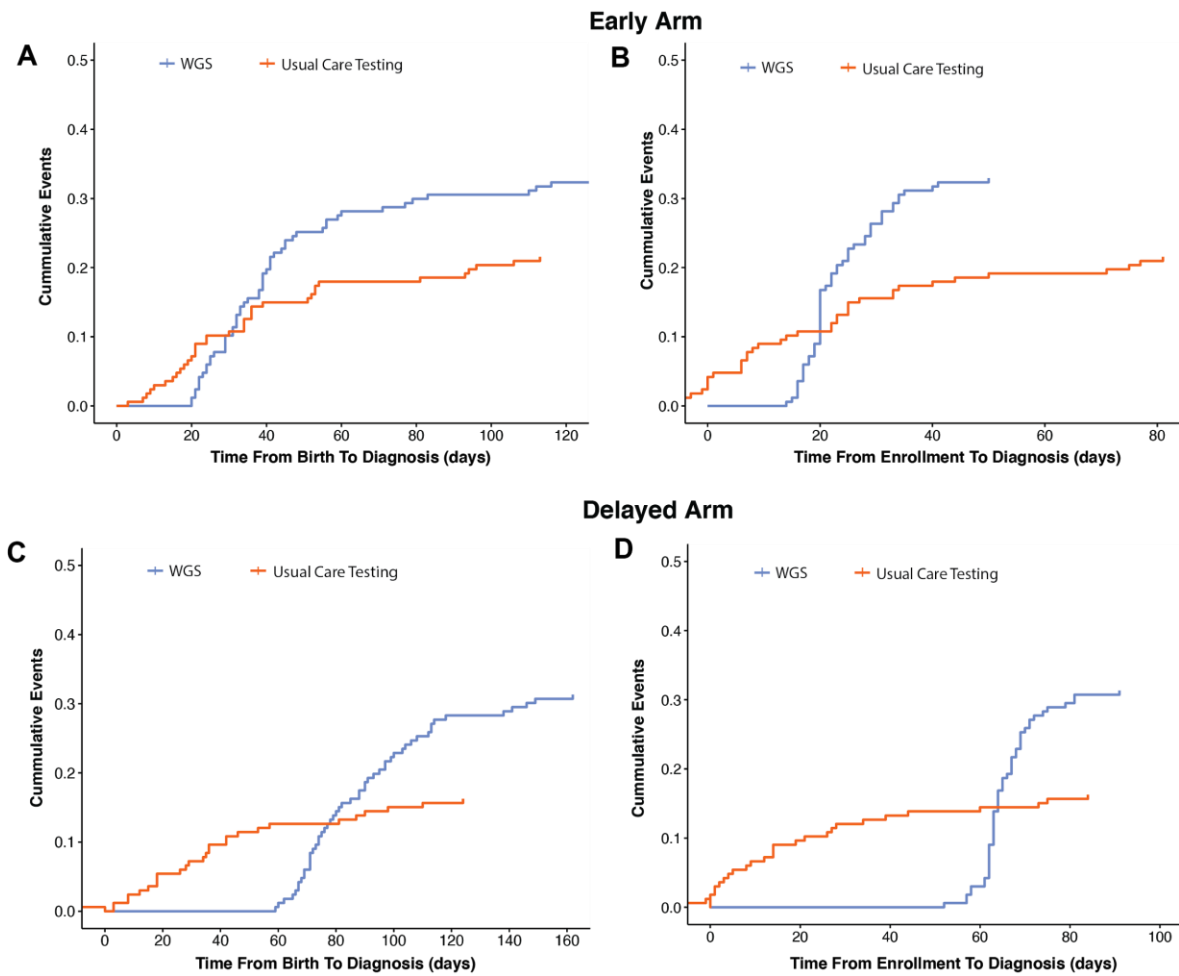 Early Arm
A
WGS
Usual Care Testing
0.5
0.4
0.3
0.2
0.1
0.0
Cummulative Events
0 20 40 60 80 100 120
Time From Birth To Diagnosis (days)
B
WGS
Usual Care Testing
0.5
0.4
0.3
0.2
0.1
0.0
Cummulative Events
0 20 40 60 80
Time From Enrollment To Diagnosis (days)
Delayed Arm
C
WGS
Usual Care Testing
0.5
0.4
0.3
0.2
0.1
0.0
Cummulative Events
0 20 40 60 80 100 120 140 160
Time From Birth To Diagnosis (days)
D
WGS
Usual Care Testing
0.5
0.4
0.3
0.2
0.1
0.0
Cummulative Events
0 20 40 60 80 100
Time From Enrollment To Diagnosis (days)